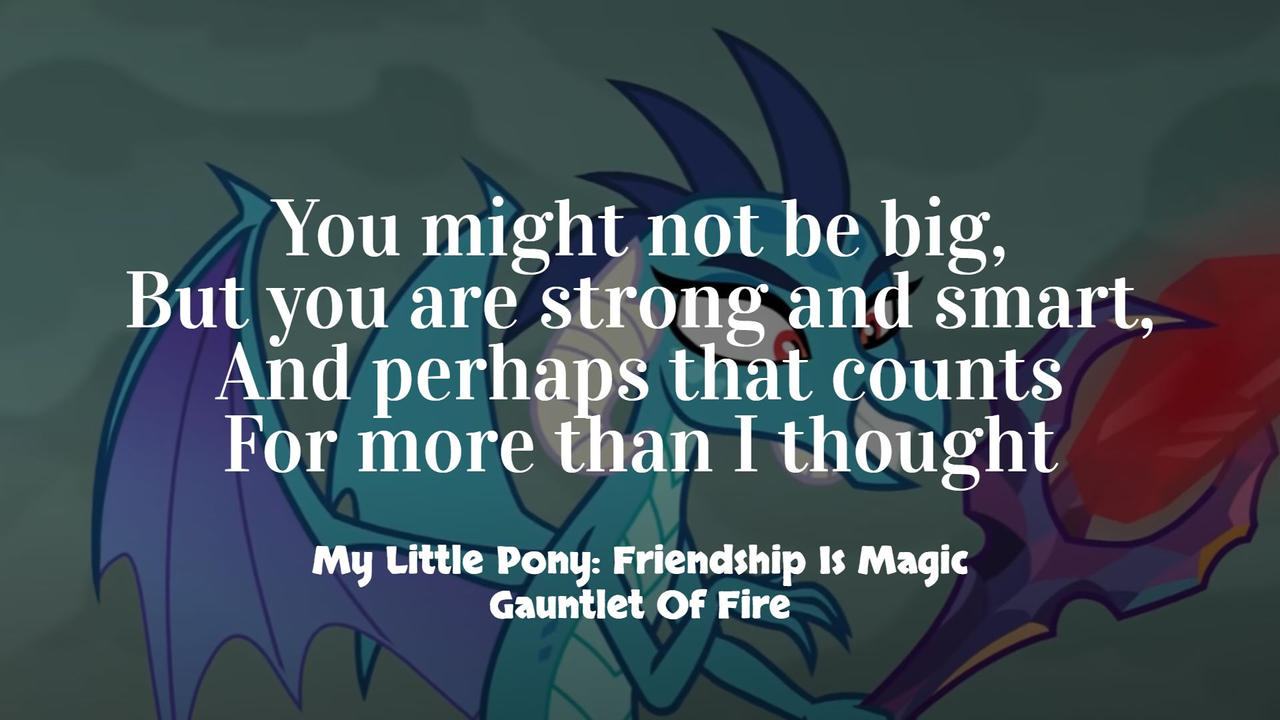 You might not be big,
But you are strong and smart,
And perhaps that counts
For more than I thought
My Little Pony: Friendship Is Magic
Gauntlet Of Fire